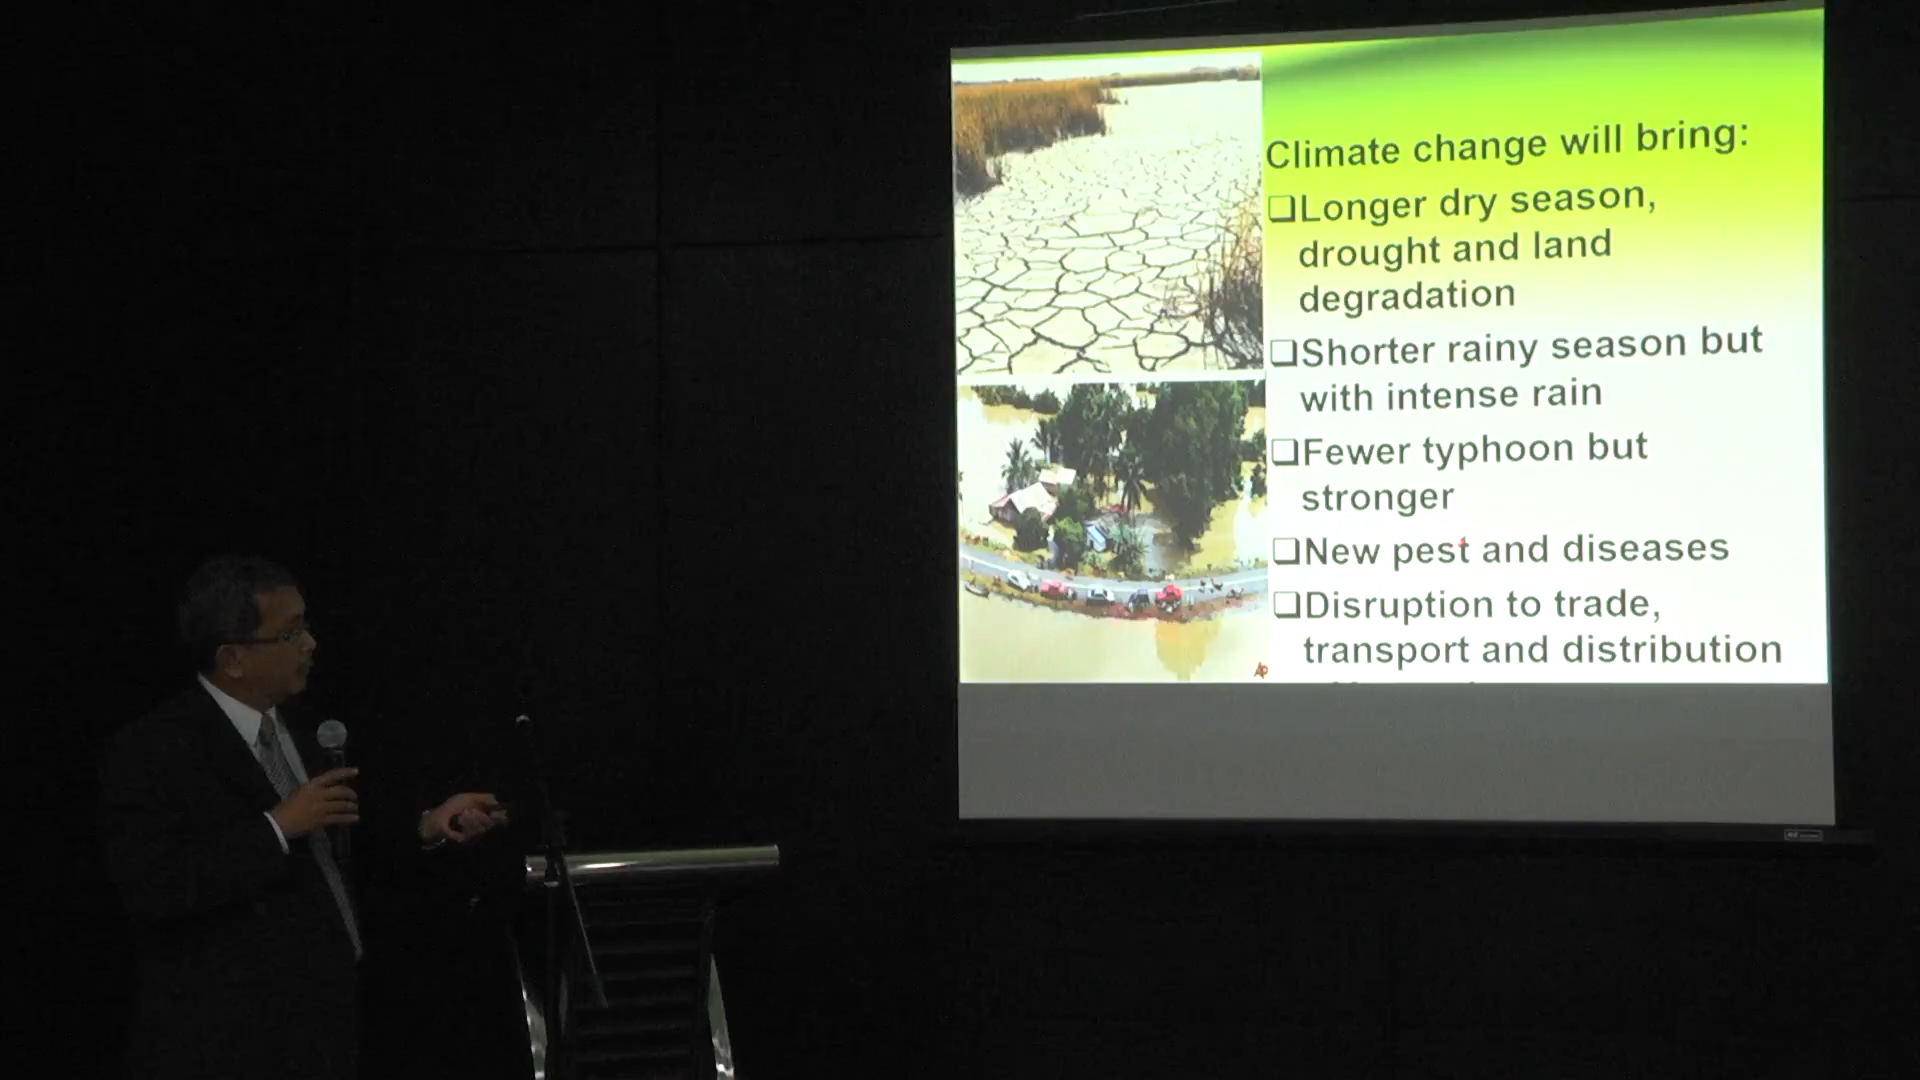 Climate change will bring:
❑Longer dry season,
drought and land
degradation
❑Shorter rainy season but
with intense rain
❑Fewer typhoon but
stronger
❑New pest and diseases
❑Disruption to trade,
transport and distribution
AP